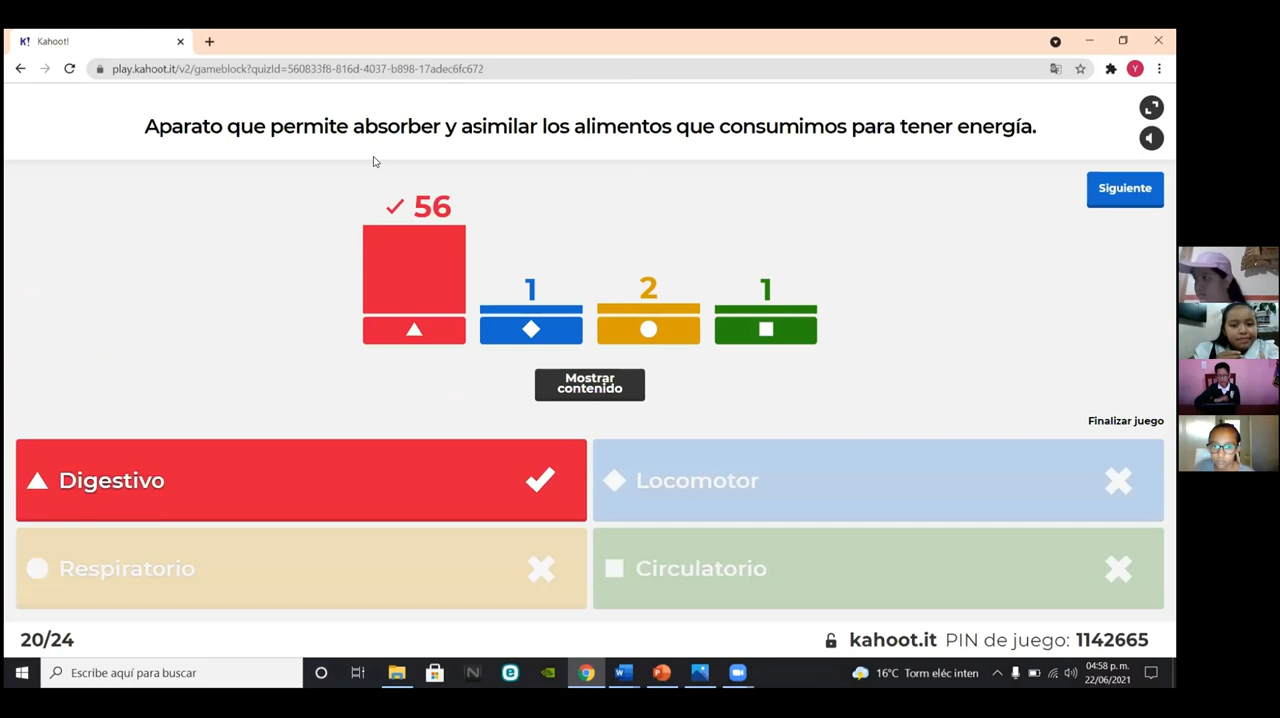 Kahoot!
play.kahoot.it/v2/gameblock?quizId=560833f8-816d-4037-b898-17adec6fc672
Y
Aparato que permite absorber y asimilar los alimentos que consumimos para tener energía.
Siguiente
56
1
2
1
Mostrar
contenido
Finalizar juego
Digestivo
Locomotor
Respiratorio
Circulatorio
20/24
kahoot.it PIN de juego: 1142665
Escribe aquí para buscar
16°C Torm eléc inten
04:58 p. m.
22/06/2021